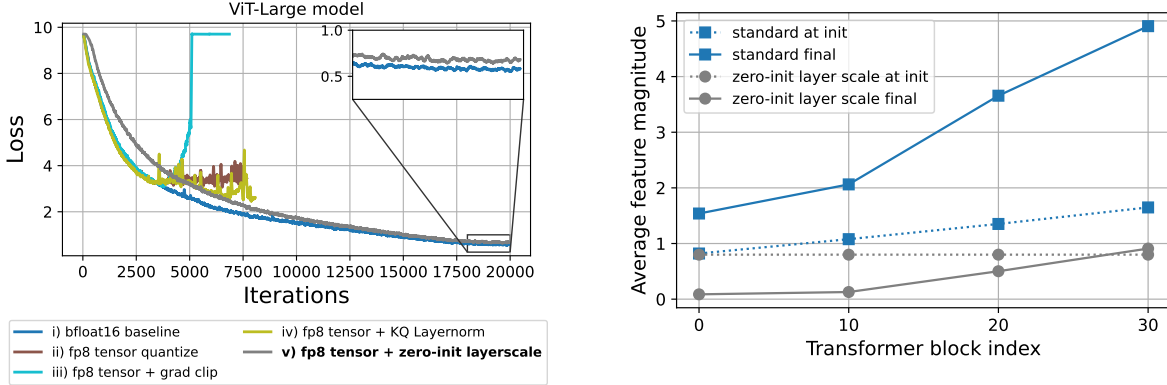 ViT-Large model
Loss
10
8
6
4
2
1.0
0.5
0
2500
5000
7500
10000
12500
15000
17500
20000
Iterations
i) bfloat16 baseline
ii) fp8 tensor quantize
iii) fp8 tensor + grad clip
iv) fp8 tensor + KQ Layernorm
v) fp8 tensor + zero-init layerscale
Average feature magnitude
5
4
3
2
1
0
standard at init
standard final
zero-init layer scale at init
zero-init layer scale final
0
10
20
30
Transformer block index